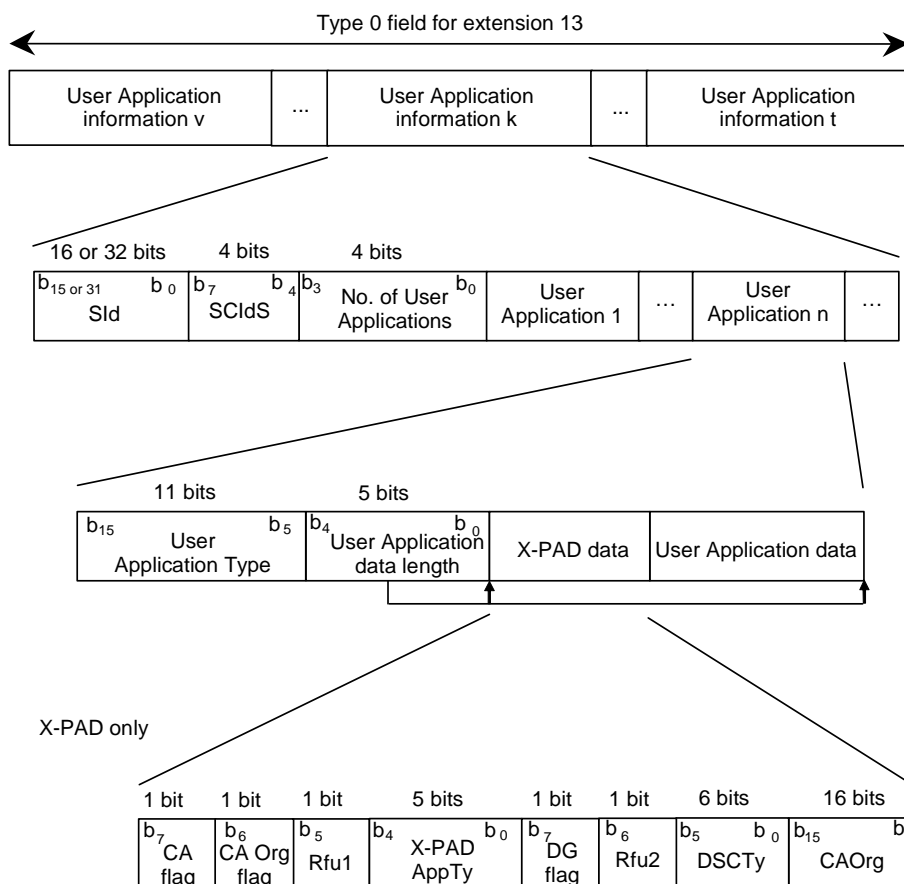 Type 0 field for extension 13
User Application information v ... User Application information k ... User Application information t
16 or 32 bits 4 bits 4 bits
b15 or 31 b0 SId b7 b4 SCIdS b3 b0 No. of User Applications User Application 1 ... User Application n ...
11 bits 5 bits
b15 b5 User Application Type b4 b0 User Application data length X-PAD data User Application data
X-PAD only
1 bit 1 bit 1 bit 5 bits 1 bit 1 bit 6 bits 16 bits
b7 CA flag b6 CA Org flag b5 Rfu1 b4 b0 X-PAD AppTy b7 DG flag b6 Rfu2 b5 b0 DSCTy b15 b CAOrg